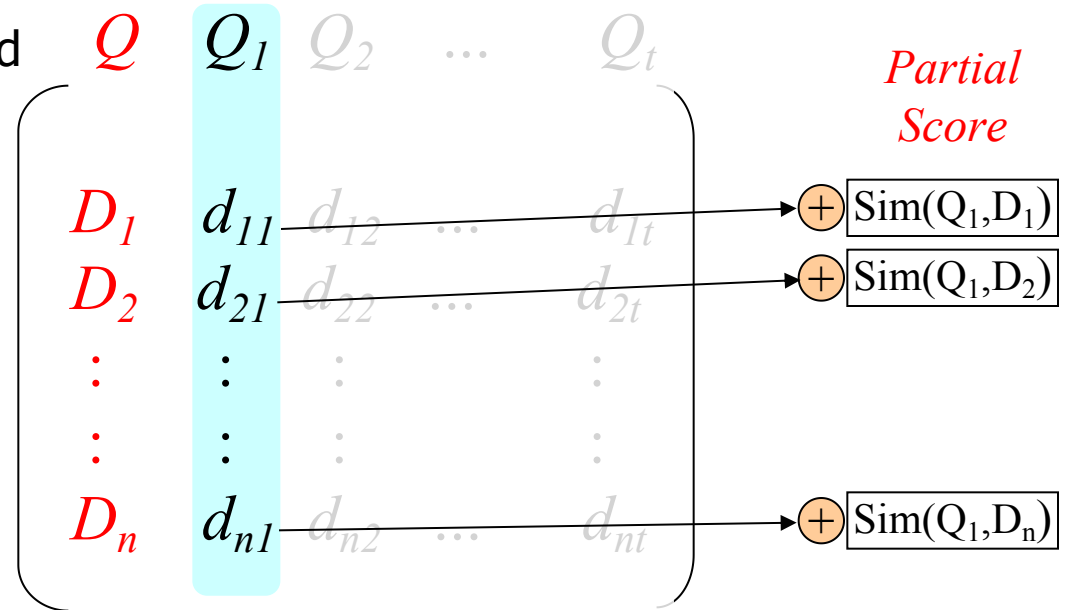 d Q Q₁ Q₂ ... Qₜ
Partial
Score
D₁ d₁₁ d₁₂ ... d₁ₜ + Sim(Q₁,D₁)
D₂ d₂₁ d₂₂ ... d₂ₜ + Sim(Q₁,D₂)
: : : :
: : : :
Dₙ dₙ₁ dₙ₂ ... dₙₜ + Sim(Q₁,Dₙ)